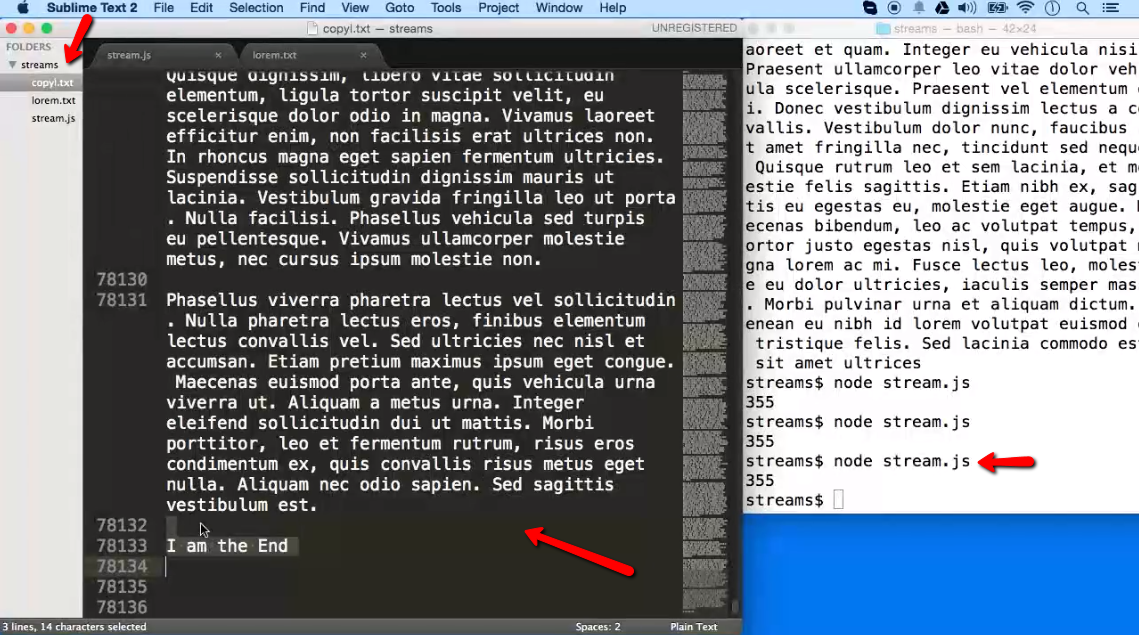 Sublime Text 2 File Edit Selection Find View Goto Tools Project Window Help
copyl.txt — streams
UNREGISTERED
FOLDERS
streams
copyl.txt
lorem.txt
stream.js
stream.js × lorem.txt ×
Quisque dignissim, libero vitae sollicitudin
elementum, ligula tortor suscipit velit, eu
scelerisque dolor odio in magna. Vivamus laoreet
efficitur enim, non facilisis erat ultrices non.
In rhoncus magna eget sapien fermentum ultricies.
Suspendisse sollicitudin dignissim mauris ut
lacinia. Vestibulum gravida fringilla leo ut porta
. Nulla facilisi. Phasellus vehicula sed turpis
eu pellentesque. Vivamus ullamcorper molestie
metus, nec cursus ipsum molestie non.
78130
78131 Phasellus viverra pharetra lectus vel sollicitudin
. Nulla pharetra lectus eros, finibus elementum
lectus convallis vel. Sed ultricies nec nisl et
accumsan. Etiam pretium maximus ipsum eget congue.
Maecenas euismod porta ante, quis vehicula urna
viverra ut. Aliquam a metus urna. Integer
eleifend sollicitudin dui ut mattis. Morbi
porttitor, leo et fermentum rutrum, risus eros
condimentum ex, quis convallis risus metus eget
nulla. Aliquam nec odio sapien. Sed sagittis
vestibulum est.
78132
78133 I am the End
78134
78135
78136
3 lines, 14 characters selected
Spaces: 2
Plain Text
streams — bash — 42×24
aoreet et quam. Integer eu vehicula nisi
Praesent ullamcorper leo vitae dolor veh
ula scelerisque. Praesent vel elementum
i. Donec vestibulum dignissim lectus a c
vallis. Vestibulum dolor nunc, faucibus
t amet fringilla nec, tincidunt sed nequ
Quisque rutrum leo et sem lacinia, et m
estie felis sagittis. Etiam nibh ex, sag
tis eu egestas eu, molestie eget augue.
ecenas bibendum, leo ac volutpat tempus,
ortor justo egestas nisl, quis volutpat
gna lorem ac mi. Fusce lectus leo, moles
e eu dolor ultricies, iaculis semper mas
. Morbi pulvinar urna et aliquam dictum.
enean eu nibh id lorem volutpat euismod
tristique felis. Sed lacinia commodo es
sit amet ultrices
streams$ node stream.js
355
streams$ node stream.js
355
streams$ node stream.js
355
streams$